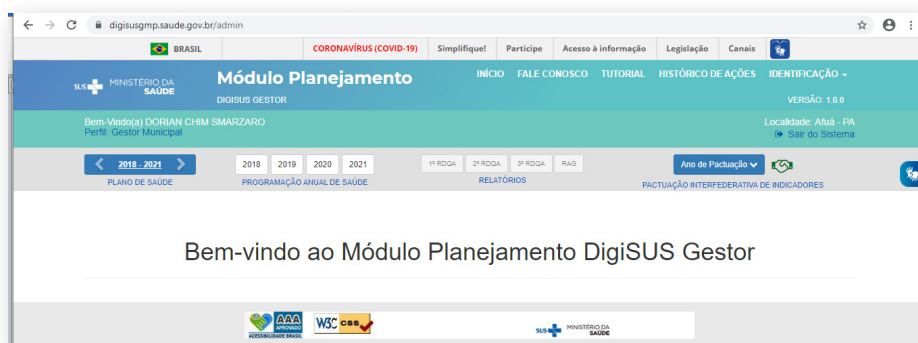 digisusgmp.saude.gov.br/admin
BRASIL CORONAVÍRUS (COVID-19) Simplifique! Participe Acesso à informação Legislação Canais
SUS MINISTÉRIO DA SAÚDE Módulo Planejamento INÍCIO FALE CONOSCO TUTORIAL HISTÓRICO DE AÇÕES IDENTIFICAÇÃO
DIGISUS GESTOR VERSÃO: 1.0.0
Bem-Vindo(a) DORIAN CHIM SMARZARO Localidade: Afuá - PA
Perfil: Gestor Municipal Sair do Sistema
2018 - 2021 2018 2019 2020 2021 1º RDQA 2º RDQA 3º RDQA RAG Ano de Pactuação
PLANO DE SAÚDE PROGRAMAÇÃO ANUAL DE SAÚDE RELATÓRIOS PACTUAÇÃO INTERFEDERATIVA DE INDICADORES
Bem-vindo ao Módulo Planejamento DigiSUS Gestor
AAA APROVADO ACESSIBILIDADE BRASIL W3C css SUS MINISTÉRIO DA SAÚDE